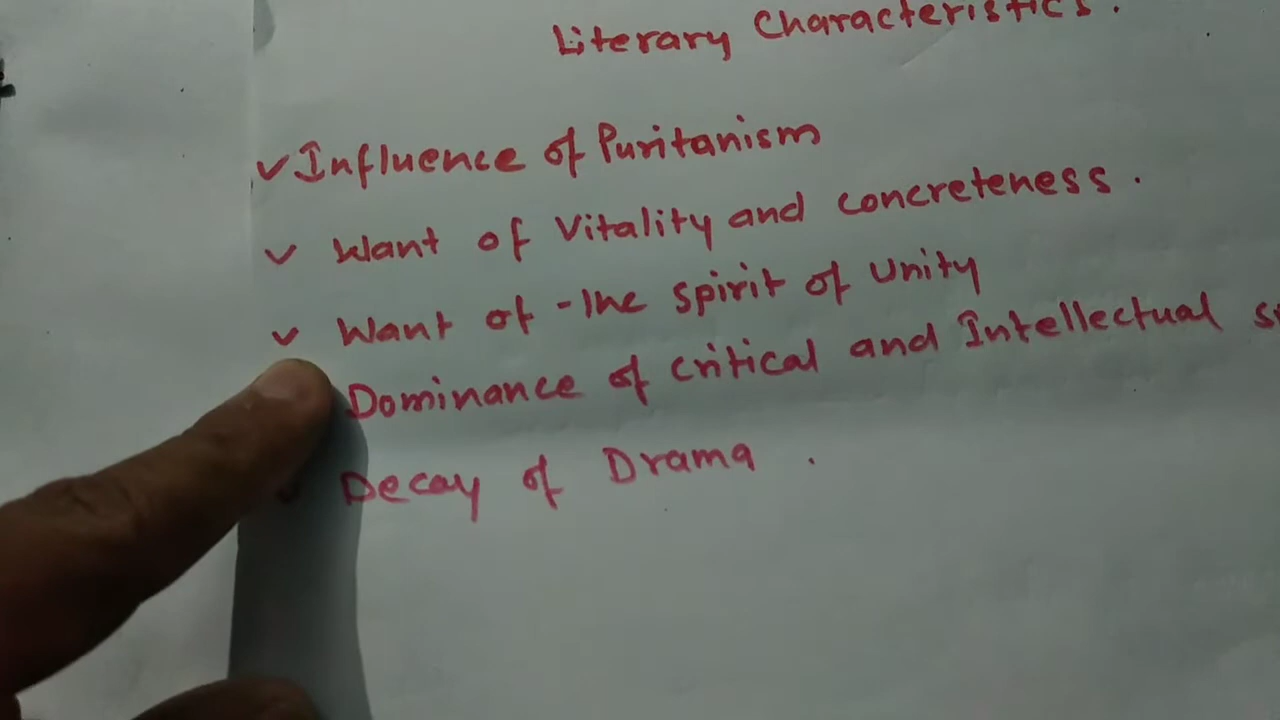 Literary Characteristics.
Influence of Puritanism
Want of Vitality and concreteness.
Want of the Spirit of Unity
Dominance of Critical and Intellectual
Decay of Drama.